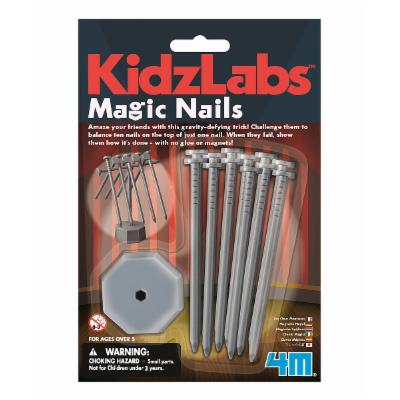 KidzLabs™
Magic Nails
Amaze your friends with this gravity-defying trick! Challenge them to
balance ten nails on the top of just one nail. When they fail, show
them how it's done - with no glue or magnets!
FOR AGES OVER 5
WARNING:
CHOKING HAZARD - Small parts.
Not for Children under 3 years.
4M